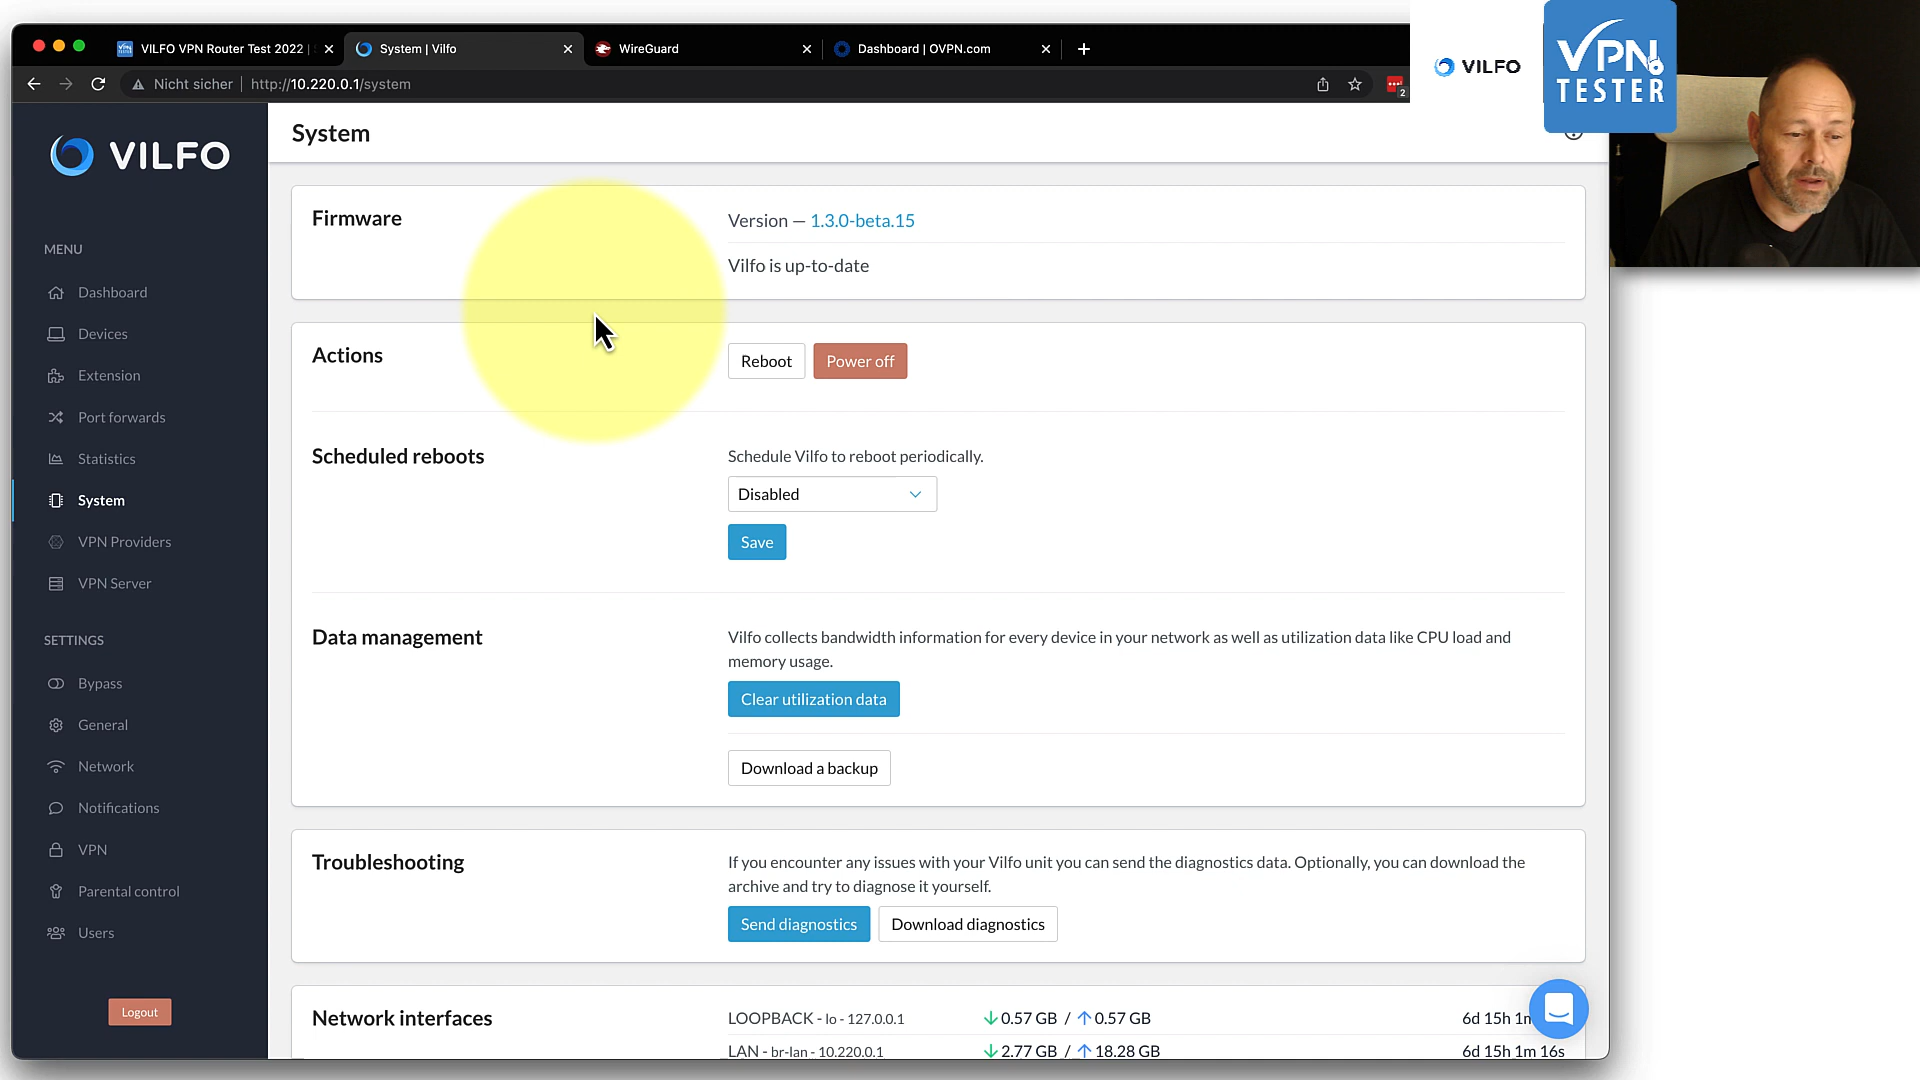 VILFO VPN Router Test 2022 |
System | Vilfo
WireGuard
Dashboard | OVPN.com
Nicht sicher
http://10.220.0.1/system
2
VILFO
VPN
TESTER
VILFO
MENU
Dashboard
Devices
Extension
Port forwards
Statistics
System
VPN Providers
VPN Server
SETTINGS
Bypass
General
Network
Notifications
VPN
Parental control
Users
Logout
System
Firmware
Version — 1.3.0-beta.15
Vilfo is up-to-date
Actions
Reboot
Power off
Scheduled reboots
Schedule Vilfo to reboot periodically.
Disabled
Save
Data management
Vilfo collects bandwidth information for every device in your network as well as utilization data like CPU load and
memory usage.
Clear utilization data
Download a backup
Troubleshooting
If you encounter any issues with your Vilfo unit you can send the diagnostics data. Optionally, you can download the
archive and try to diagnose it yourself.
Send diagnostics
Download diagnostics
Network interfaces
LOOPBACK - lo - 127.0.0.1 ↓ 0.57 GB / ↑ 0.57 GB 6d 15h 1m
LAN - br-lan - 10.220.0.1 ↓ 2.77 GB / ↑ 18.28 GB 6d 15h 1m 16s